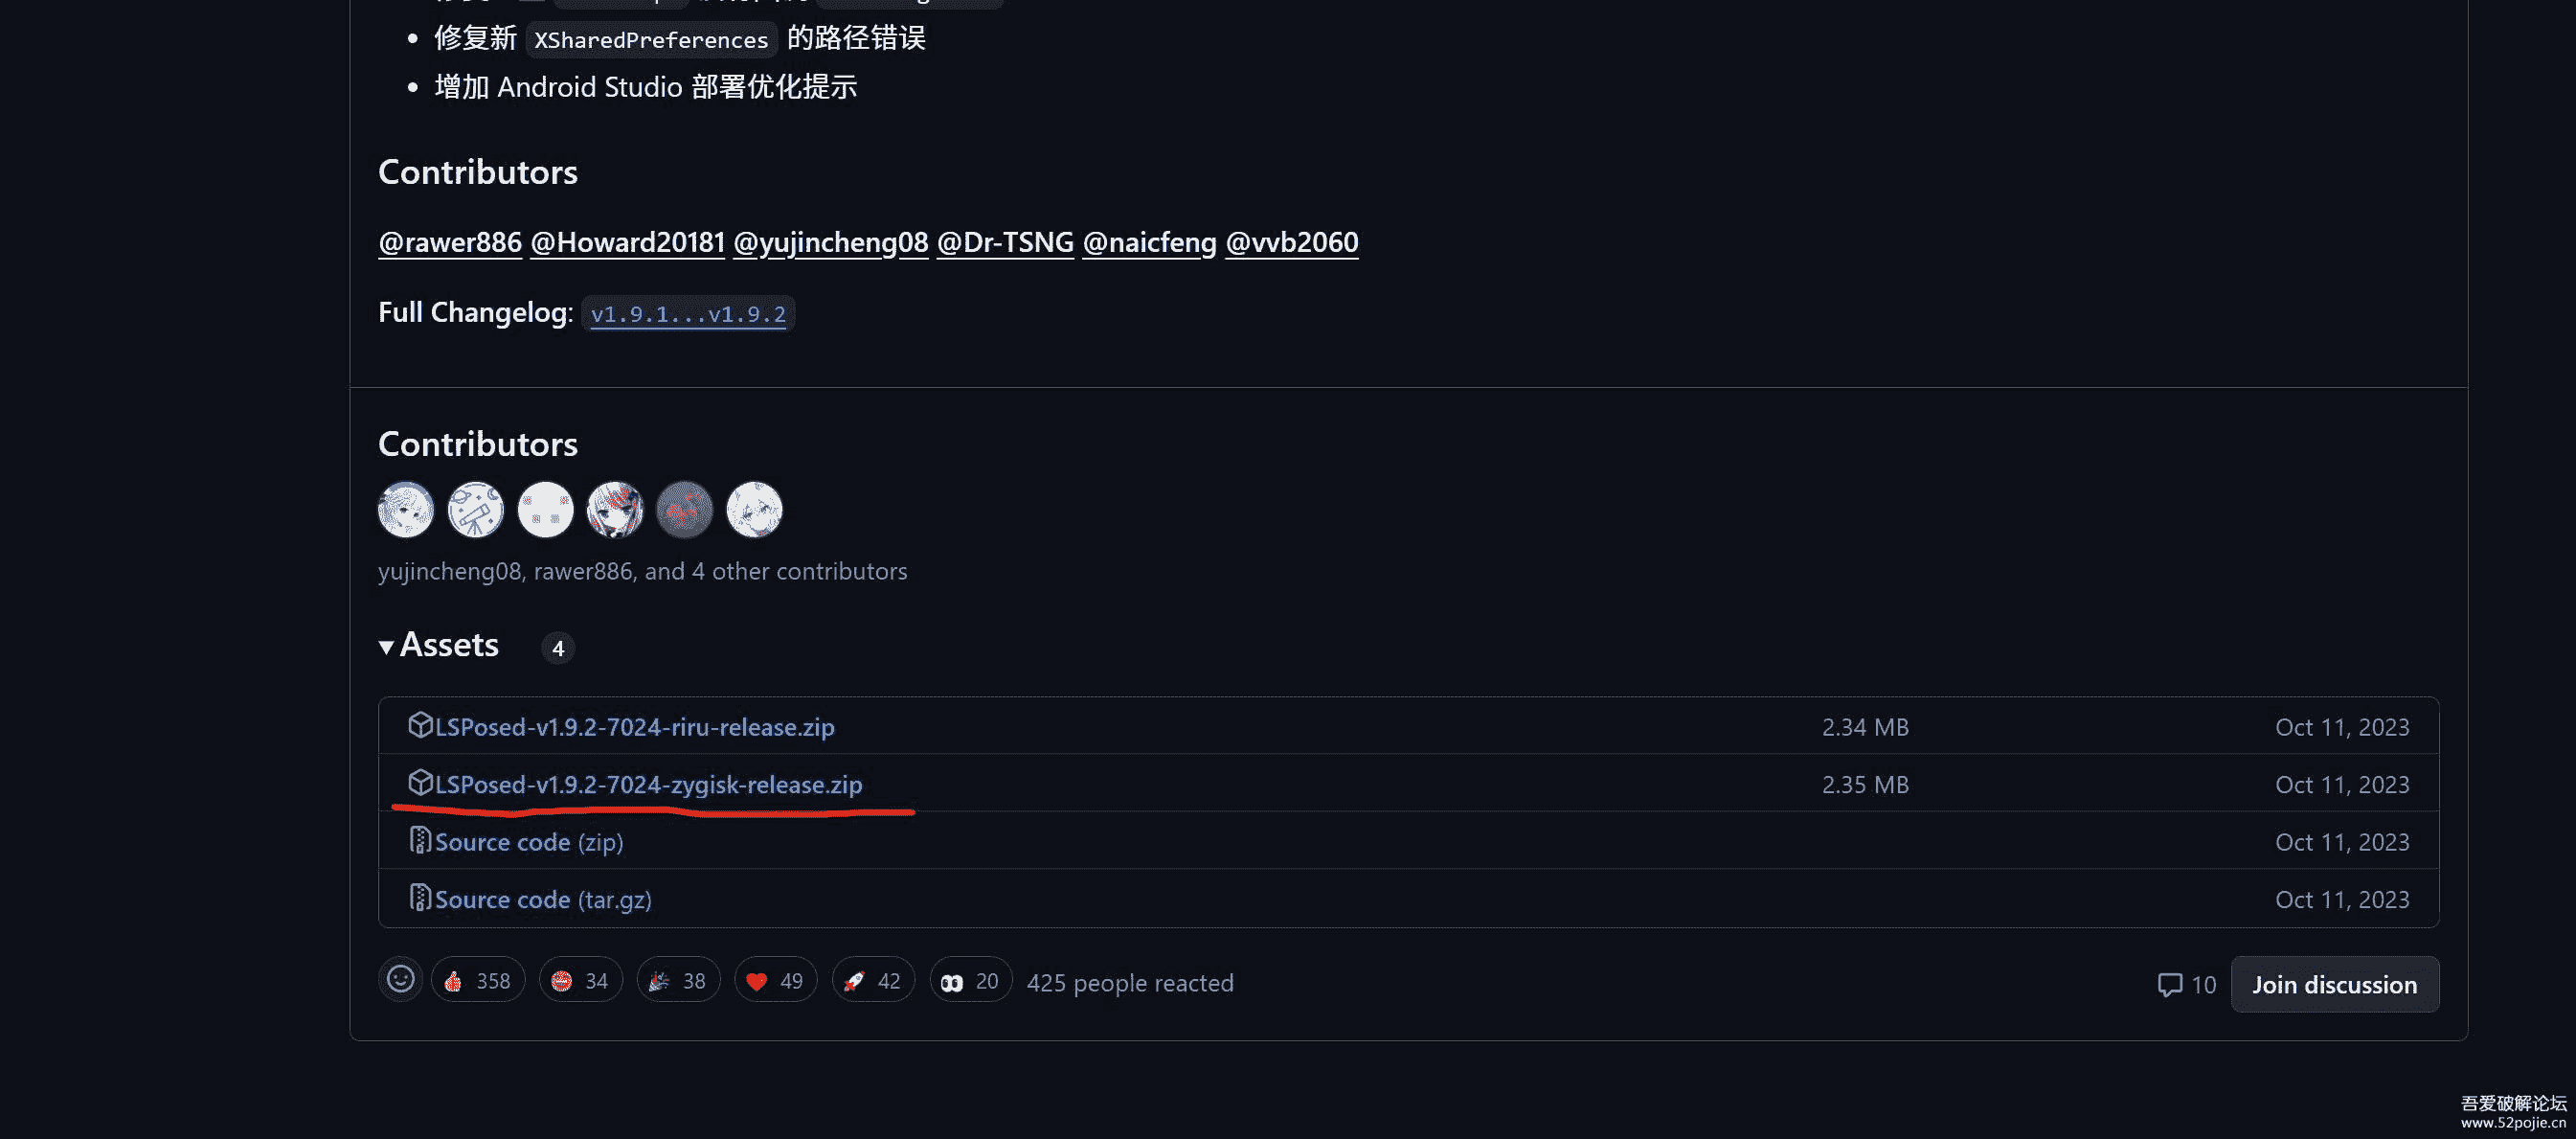 修复新 XSharedPreferences 的路径错误
增加 Android Studio 部署优化提示
Contributors
@rawer886 @Howard20181 @yujincheng08 @Dr-TSNG @naicfeng @vvb2060
Full Changelog: v1.9.1...v1.9.2
Contributors
yujincheng08, rawer886, and 4 other contributors
Assets 4
LSPosed-v1.9.2-7024-riru-release.zip 2.34 MB Oct 11, 2023
LSPosed-v1.9.2-7024-zygisk-release.zip 2.35 MB Oct 11, 2023
Source code (zip) Oct 11, 2023
Source code (tar.gz) Oct 11, 2023
358 34 38 49 42 20 425 people reacted 10 Join discussion
吾爱破解论坛
www.52pojie.cn